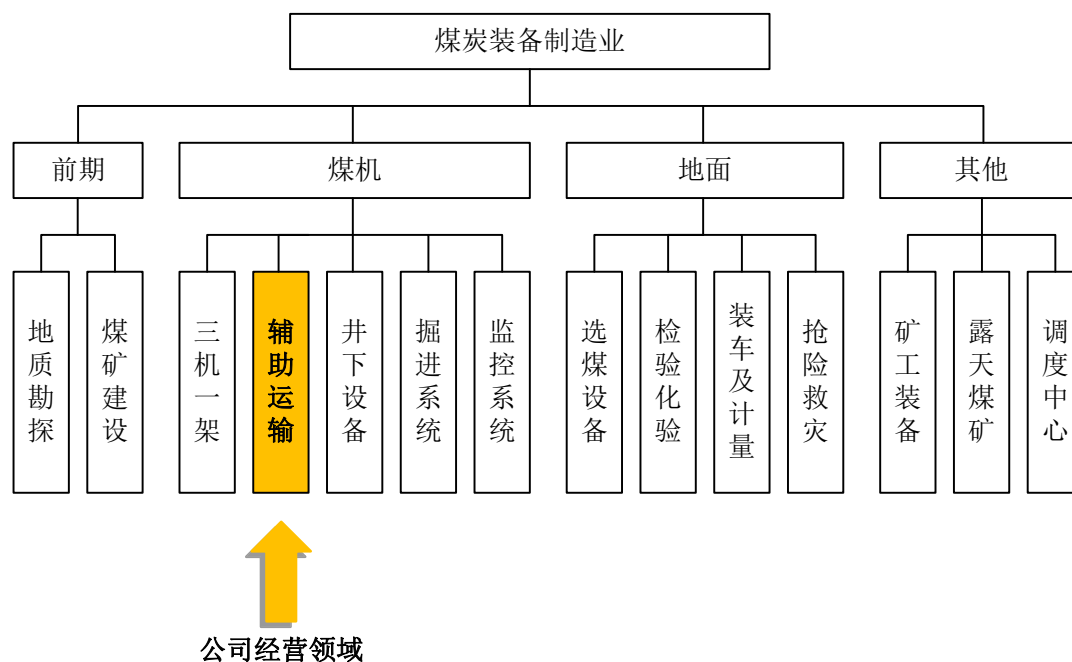 煤炭装备制造业
前期
煤机
地面
其他
地质勘探
煤矿建设
三机一架
辅助运输
井下设备
掘进系统
监控系统
选煤设备
检验化验
装车及计量
抢险救灾
矿工装备
露天煤矿
调度中心
公司经营领域